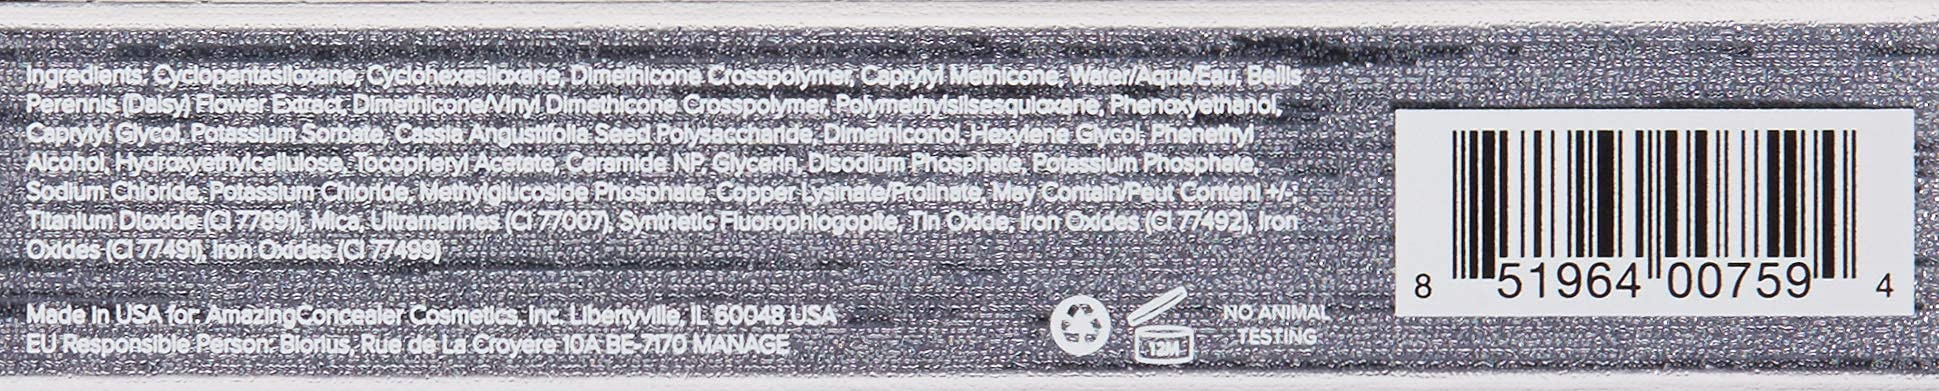 Ingredients: Cyclopentasiloxane, Cyclohexasiloxane, Dimethicone Crosspolymer, Caprylyl Methicone, Water/Aqua/Eau, Bellis
Perennis (Daisy) Flower Extract, Dimethicone/Vinyl Dimethicone Crosspolymer, Polymethylsilsesquioxane, Phenoxyethanol,
Caprylyl Glycol, Potassium Sorbate, Cassia Angustifolia Seed Polysaccharide, Dimethiconol, Hexylene Glycol, Phenethyl
Alcohol, Hydroxyethylcellulose, Tocopheryl Acetate, Ceramide NP, Glycerin, Disodium Phosphate, Potassium Phosphate,
Sodium Chloride, Potassium Chloride, Methylglucoside Phosphate, Copper Lysinate/Prolinate, May Contain/Peut Contenl +/-:
Titanium Dioxide (CI 77891), Mica, Ultramarines (CI 77007), Synthetic Fluorophlogopite, Tin Oxide, Iron Oxides (CI 77492), Iron
Oxides (CI 77491), Iron Oxides (CI 77499)
Made in USA for: AmazingConcealer Cosmetics, Inc. Libertyville, IL 60048 USA
EU Responsible Person: Biorius, Rue de La Croyere 10A BE-7170 MANAGE
12M
NO ANIMAL
TESTING
8 51964 00759 4